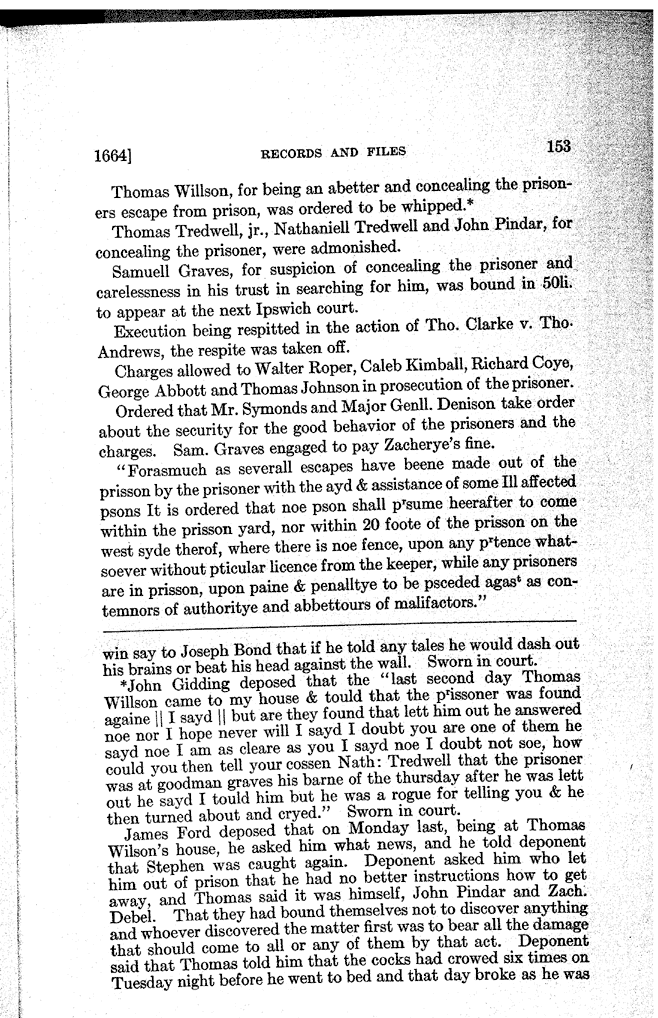 1664] RECORDS AND FILES 153
Thomas Willson, for being an abetter and concealing the prison-
ers escape from prison, was ordered to be whipped.*
Thomas Tredwell, jr., Nathaniell Tredwell and John Pindar, for
concealing the prisoner, were admonished.
Samuell Graves, for suspicion of concealing the prisoner and
carelessness in his trust in searching for him, was bound in 50li.
to appear at the next Ipswich court.
Execution being respitted in the action of Tho. Clarke v. Tho.
Andrews, the respite was taken off.
Charges allowed to Walter Roper, Caleb Kimball, Richard Coye,
George Abbott and Thomas Johnson in prosecution of the prisoner.
Ordered that Mr. Symonds and Major Genll. Denison take order
about the security for the good behavior of the prisoners and the
charges. Sam. Graves engaged to pay Zacherye's fine.
"Forasmuch as severall escapes have beene made out of the
prisson by the prisoner with the ayd & assistance of some Ill affected
psons It is ordered that noe pson shall pʳsume heerafter to come
within the prisson yard, nor within 20 foote of the prisson on the
west syde therof, where there is noe fence, upon any pʳtence what-
soever without pticular licence from the keeper, while any prisoners
are in prisson, upon paine & penalltye to be psceded agasᵗ as con-
temnors of authoritye and abbettours of malifactors."
win say to Joseph Bond that if he told any tales he would dash out
his brains or beat his head against the wall. Sworn in court.
*John Gidding deposed that the "last second day Thomas
Willson came to my house & tould that the pʳissoner was found
againe || I sayd || but are they found that lett him out he answered
noe nor I hope never will I sayd I doubt you are one of them he
sayd noe I am as cleare as you I sayd noe I doubt not soe, how
could you then tell your cossen Nath: Tredwell that the prisoner
was at goodman graves his barne of the thursday after he was lett
out he sayd I tould him but he was a rogue for telling you & he
then turned about and cryed." Sworn in court.
James Ford deposed that on Monday last, being at Thomas
Wilson's house, he asked him what news, and he told deponent
that Stephen was caught again. Deponent asked him who let
him out of prison that he had no better instructions how to get
away, and Thomas said it was himself, John Pindar and Zach.
Debel. That they had bound themselves not to discover anything
and whoever discovered the matter first was to bear all the damage
that should come to all or any of them by that act. Deponent
said that Thomas told him that the cocks had crowed six times on
Tuesday night before he went to bed and that day broke as he was